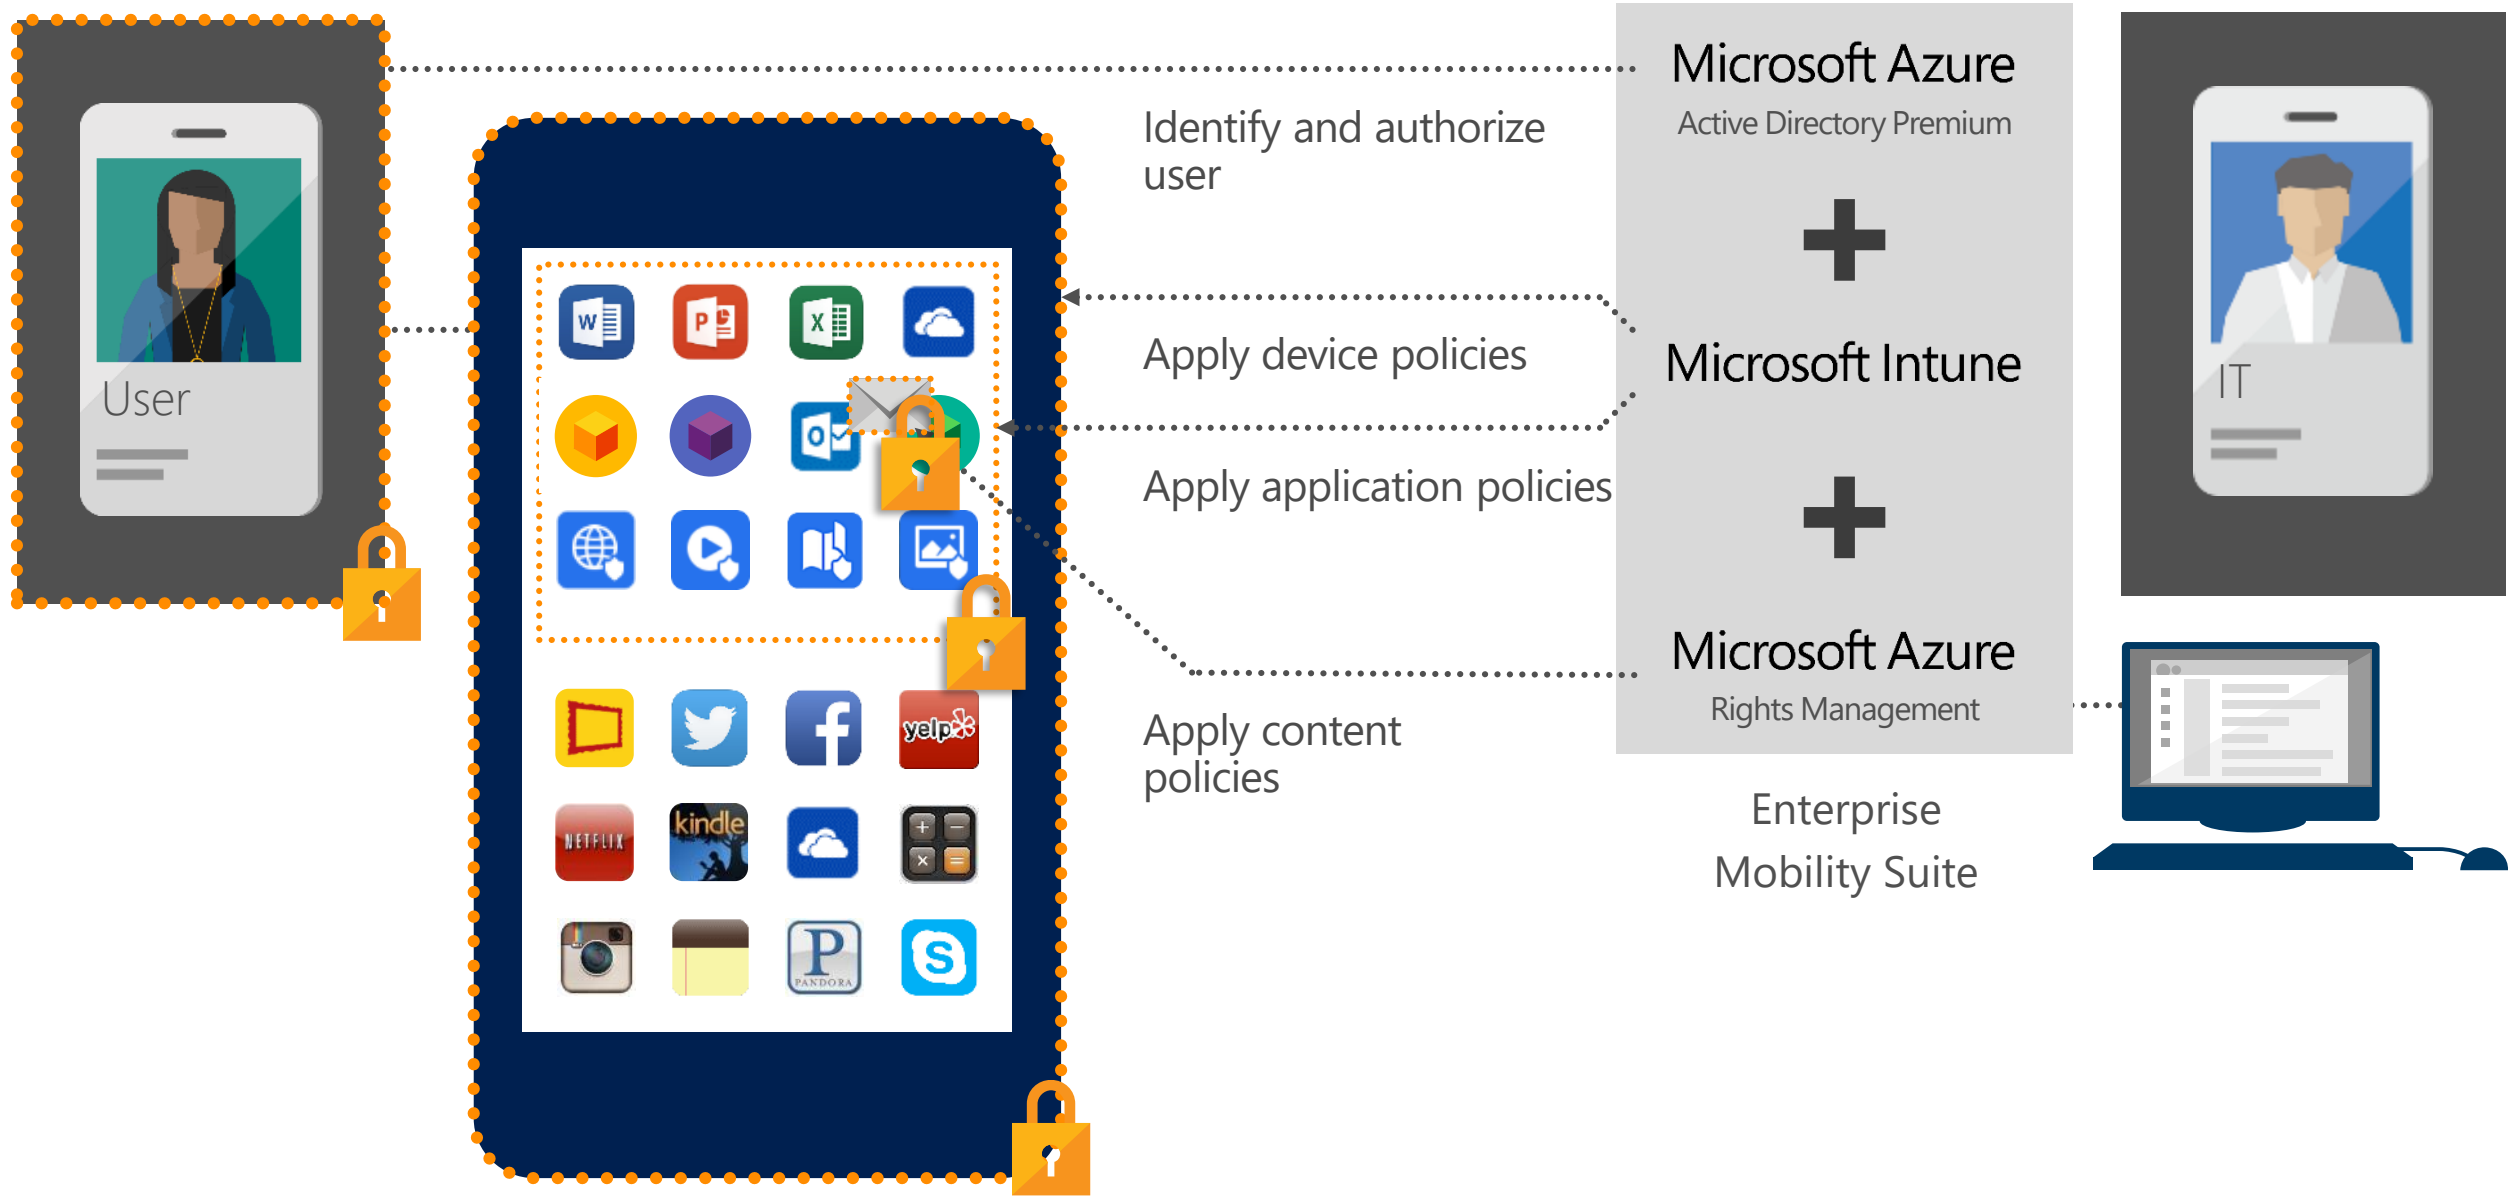 User
Identify and authorize
user
Apply device policies
Apply application policies
Apply content
policies
Microsoft Azure
Active Directory Premium
Microsoft Intune
Microsoft Azure
Rights Management
Enterprise
Mobility Suite
IT
W
P
X
O
yelp
NETFLIX
kindle
P
PANDORA
S